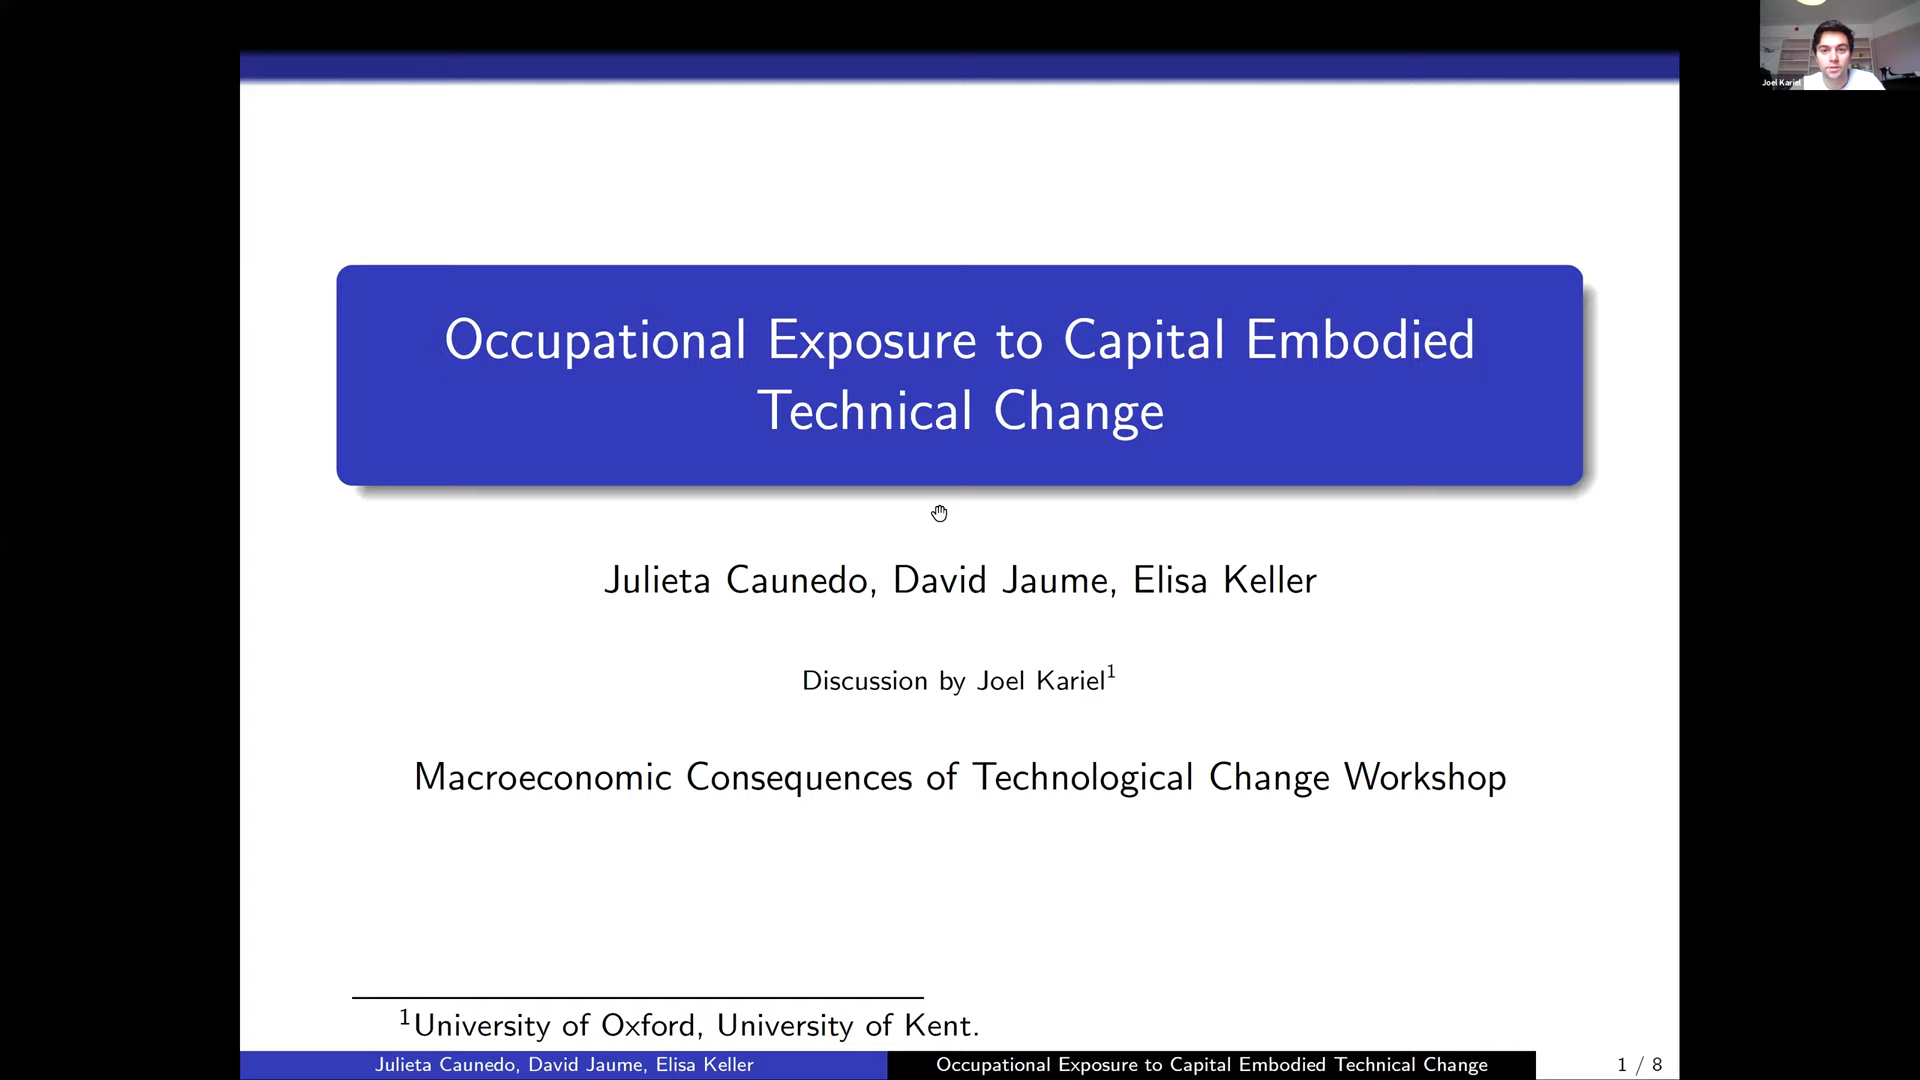 Joel Kariel
Occupational Exposure to Capital Embodied
Technical Change
Julieta Caunedo, David Jaume, Elisa Keller
Discussion by Joel Kariel¹
Macroeconomic Consequences of Technological Change Workshop
¹University of Oxford, University of Kent.
Julieta Caunedo, David Jaume, Elisa Keller
Occupational Exposure to Capital Embodied Technical Change
1 / 8